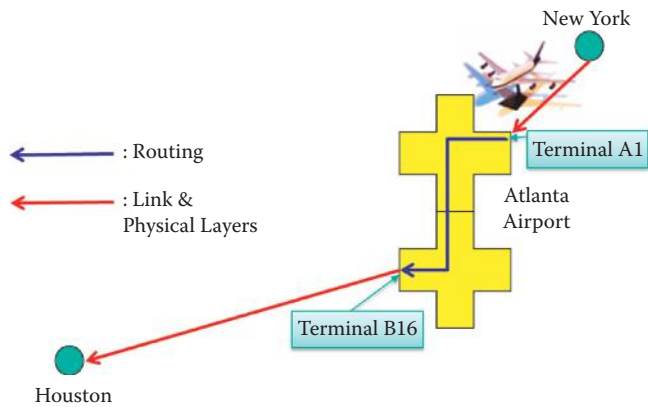 New York
: Routing
Terminal A1
: Link &
Physical Layers
Atlanta
Airport
Terminal B16
Houston